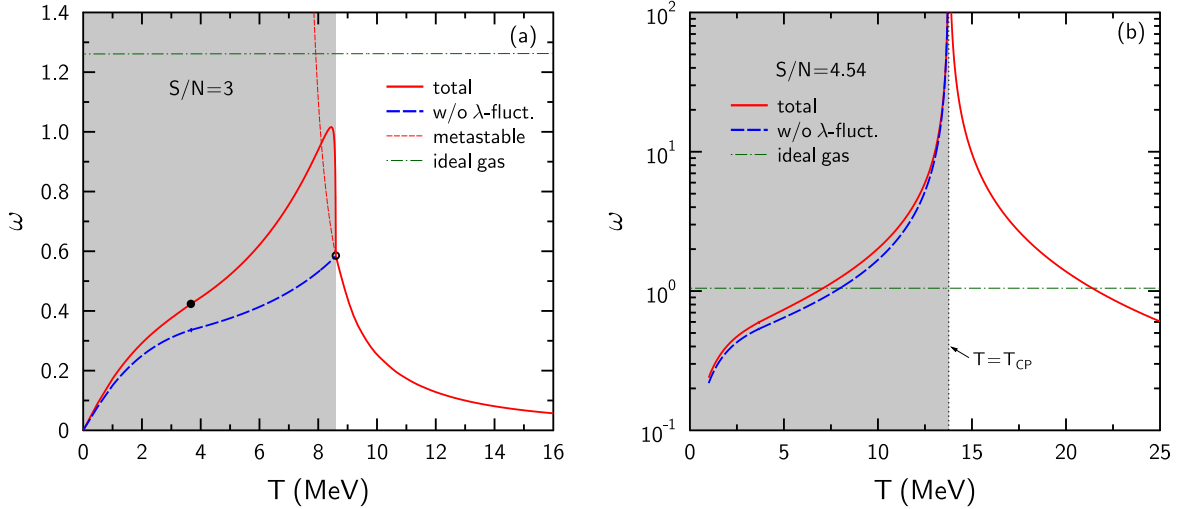 1.4
1.2
1.0
0.8
0.6
0.4
0.2
0
ω
(a)
S/N=3
total
w/o λ-fluct.
metastable
ideal gas
0 2 4 6 8 10 12 14 16
T (MeV)
10²
10¹
10⁰
10⁻¹
ω
(b)
S/N=4.54
total
w/o λ-fluct.
ideal gas
T=T_CP
0 5 10 15 20 25
T (MeV)